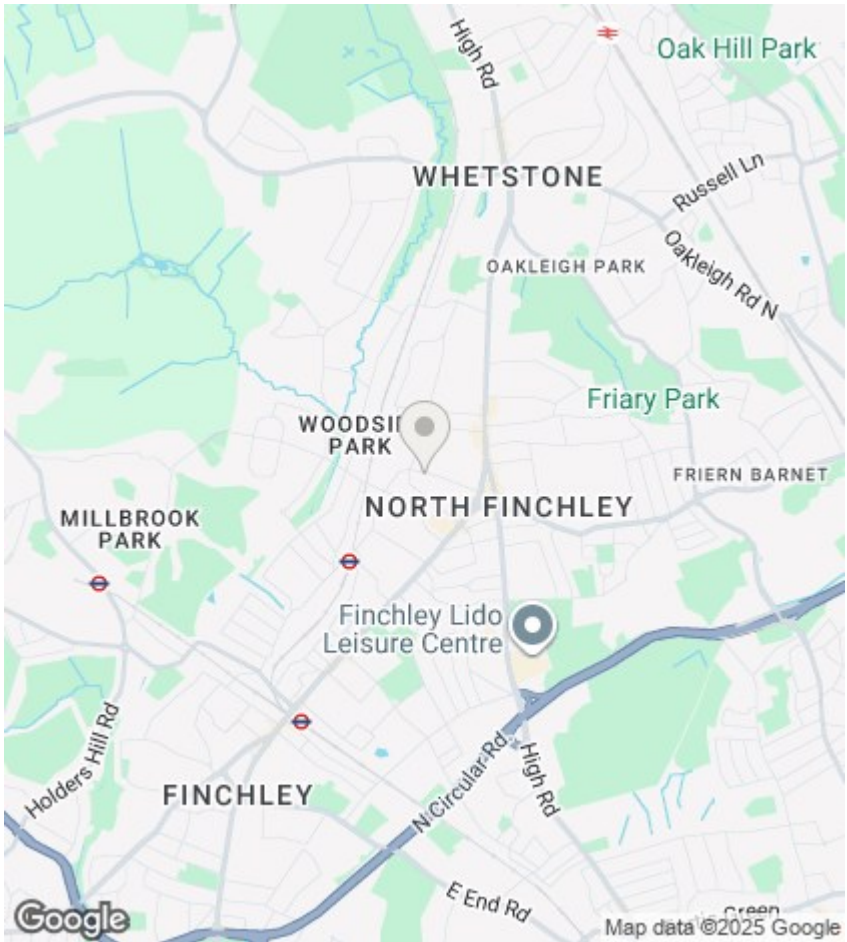 High Rd
Oak Hill Park
WHETSTONE
Russell Ln
OAKLEIGH PARK
Oakleigh Rd N
Friary Park
WOODSI
PARK
FRIERN BARNET
NORTH FINCHLEY
MILLBROOK
PARK
Finchley Lido
Leisure Centre
Holders Hill Rd
N Circular Rd
High Rd
FINCHLEY
E End Rd
Green
Google
Map data ©2025 Google